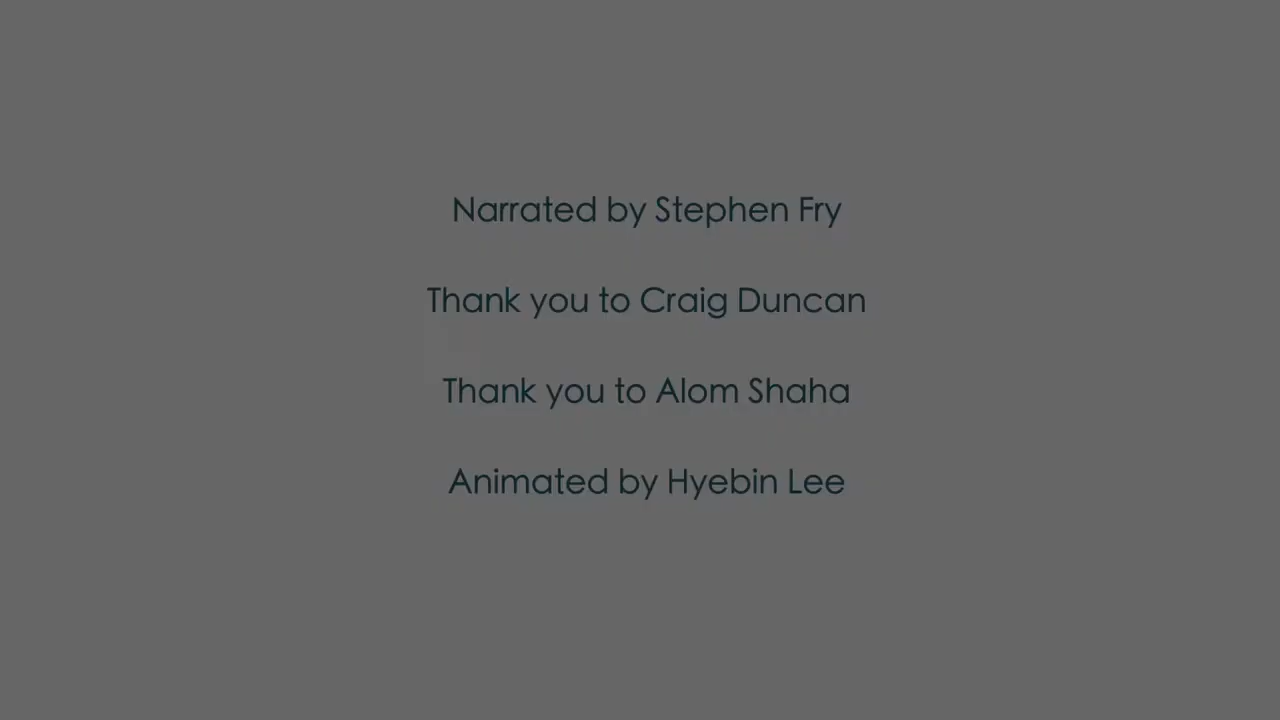 Narrated by Stephen Fry
Thank you to Craig Duncan
Thank you to Alom Shaha
Animated by Hyebin Lee